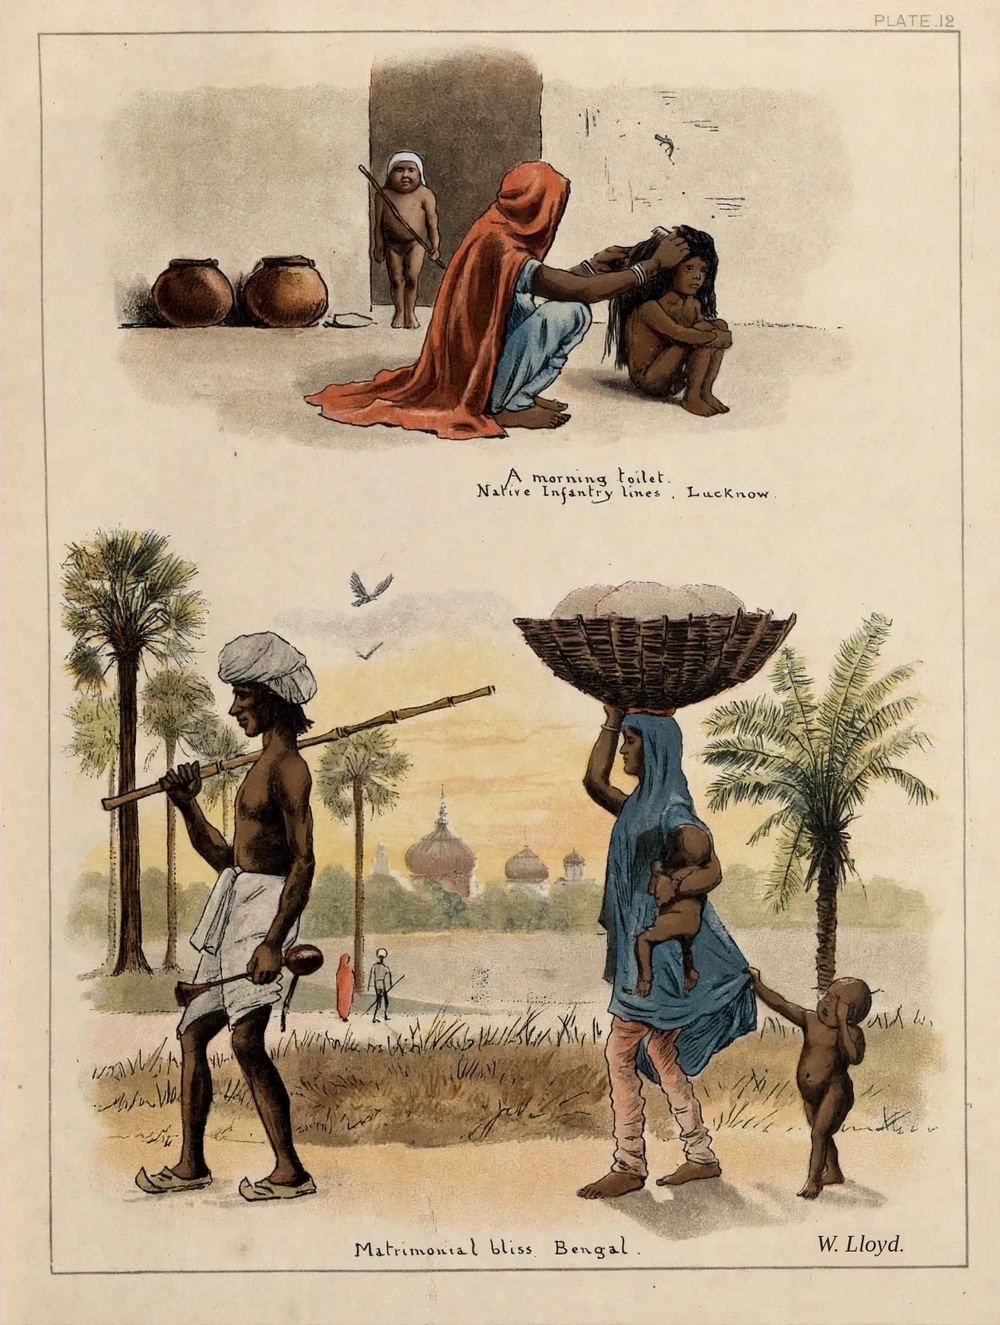 PLATE.12
A morning toilet.
Native Infantry lines, Lucknow.
Matrimonial bliss. Bengal.
W. Lloyd.